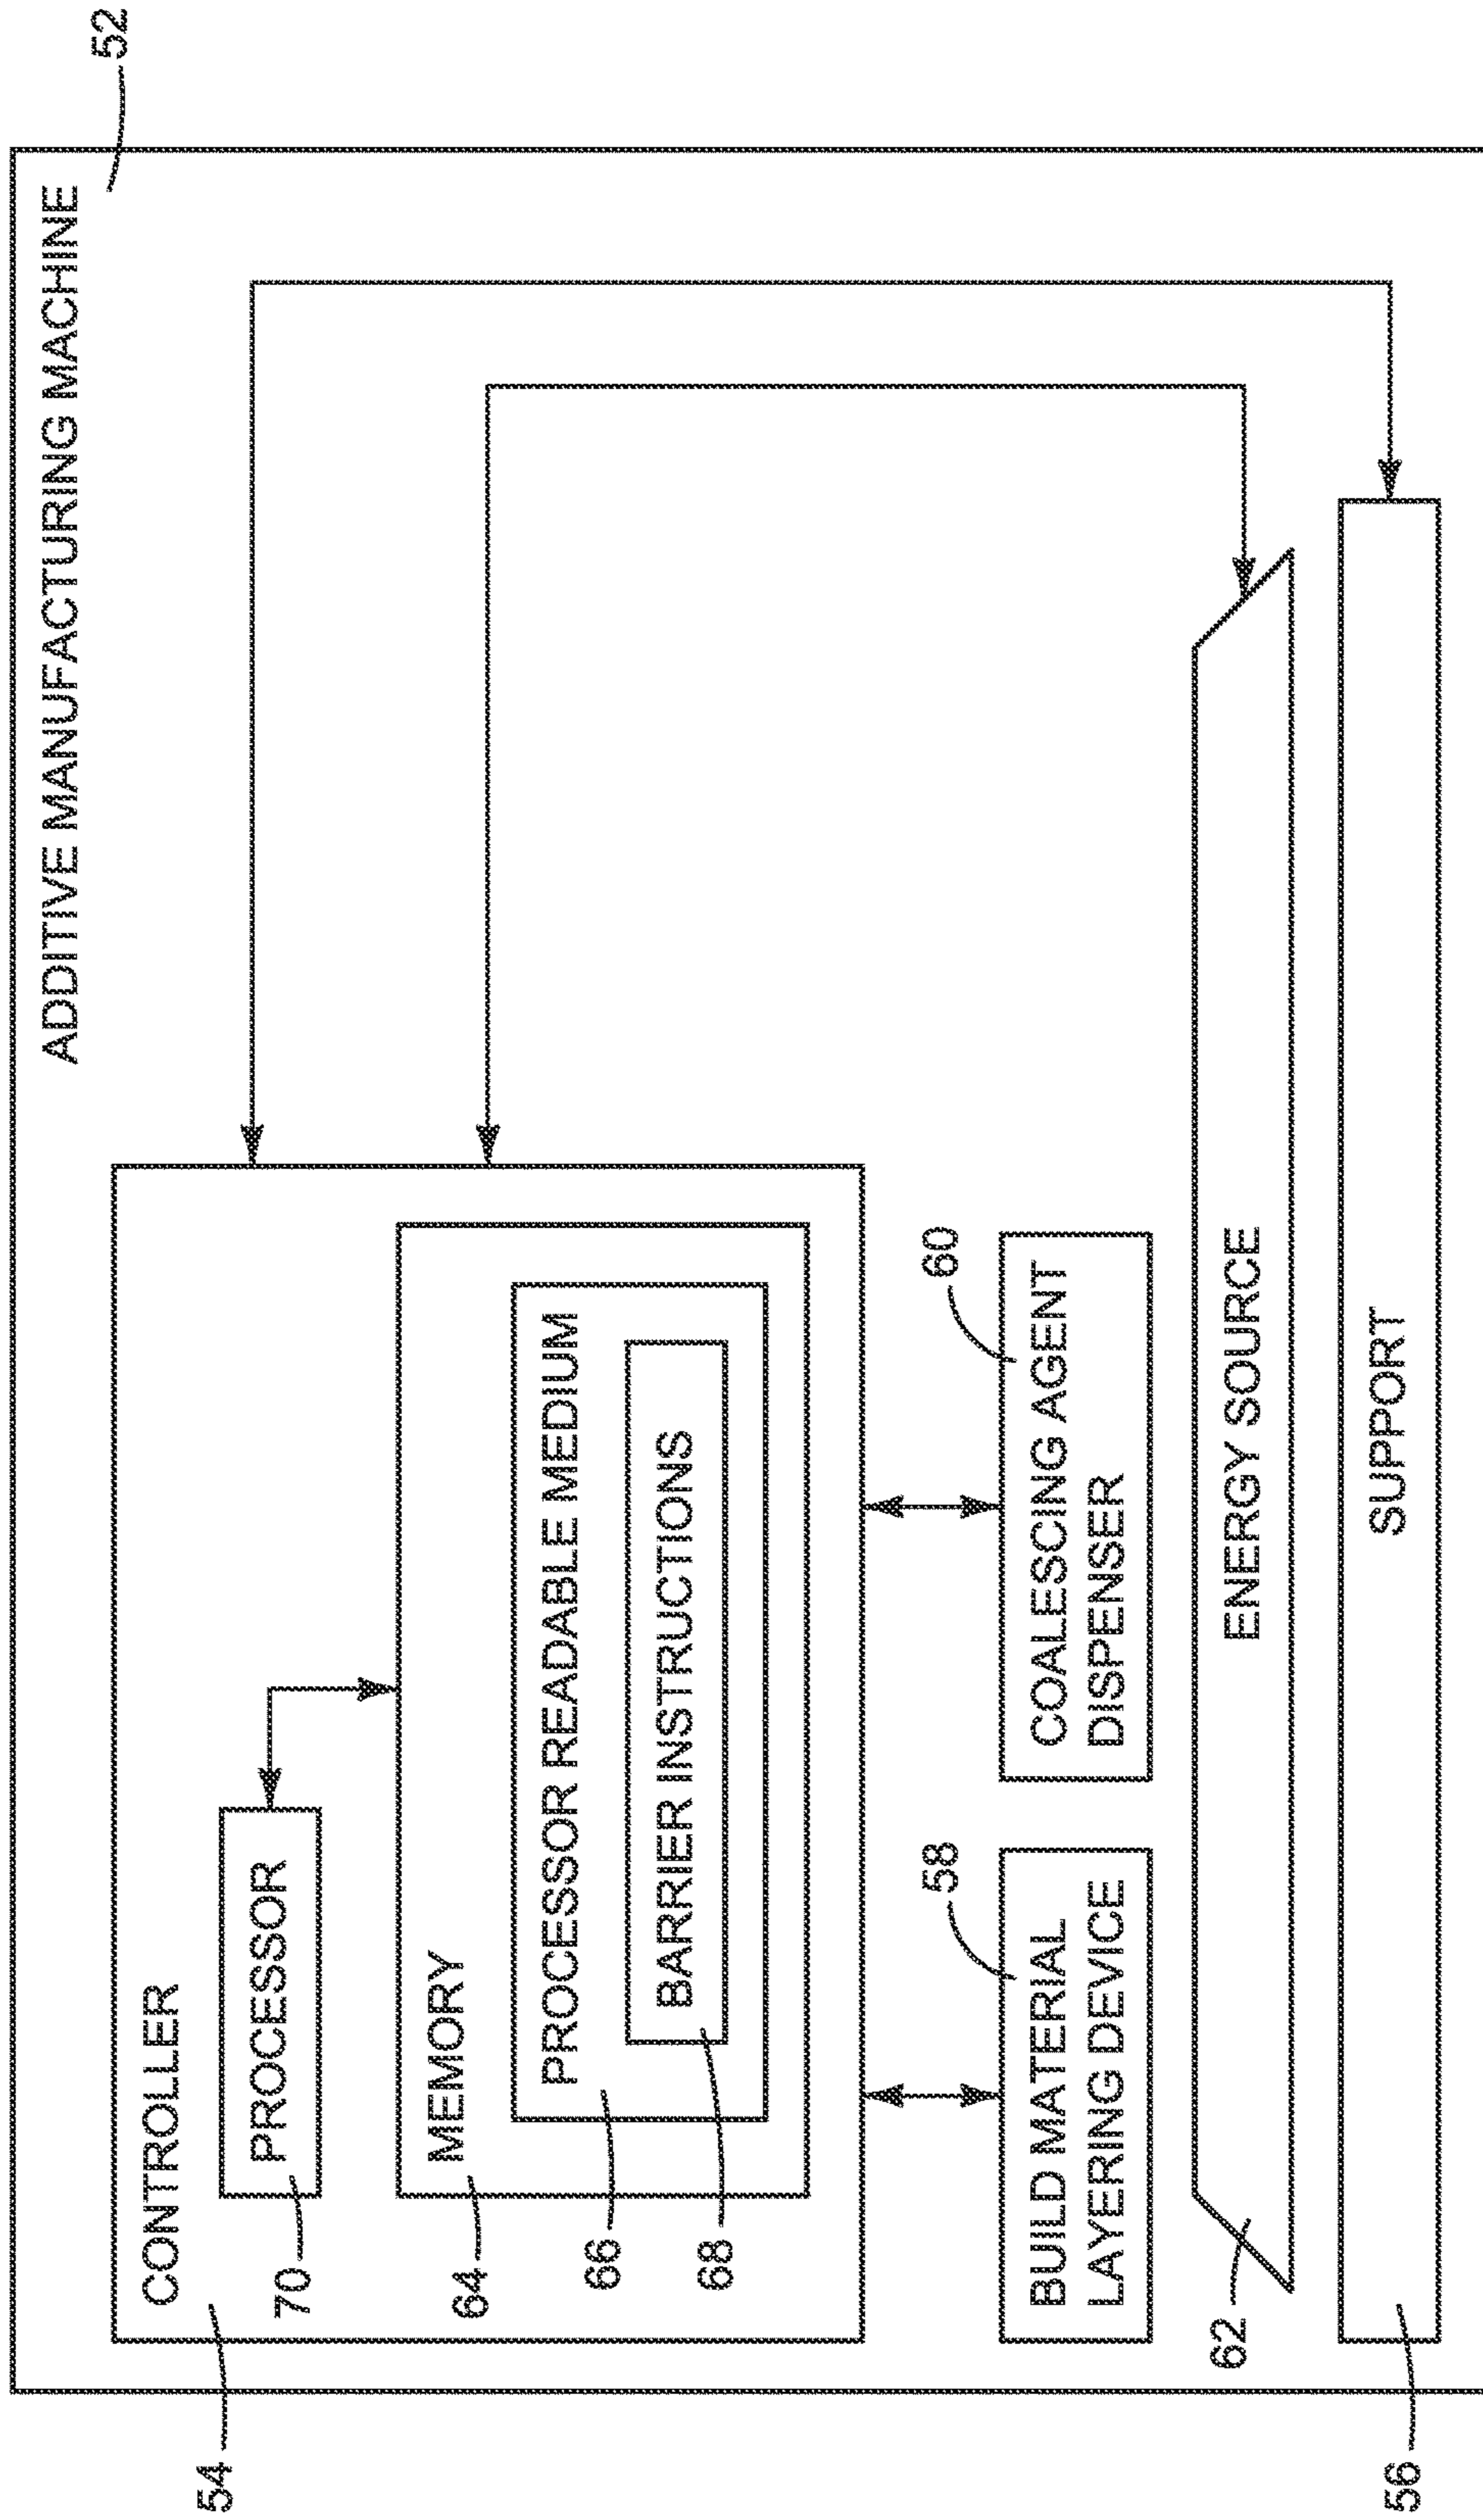 52
ADDITIVE MANUFACTURING MACHINE
54
CONTROLLER
70
PROCESSOR
64
MEMORY
66
PROCESSOR READABLE MEDIUM
68
BARRIER INSTRUCTIONS
58
BUILD MATERIAL
LAYERING DEVICE
60
COALESCING AGENT
DISPENSER
62
ENERGY SOURCE
56
SUPPORT